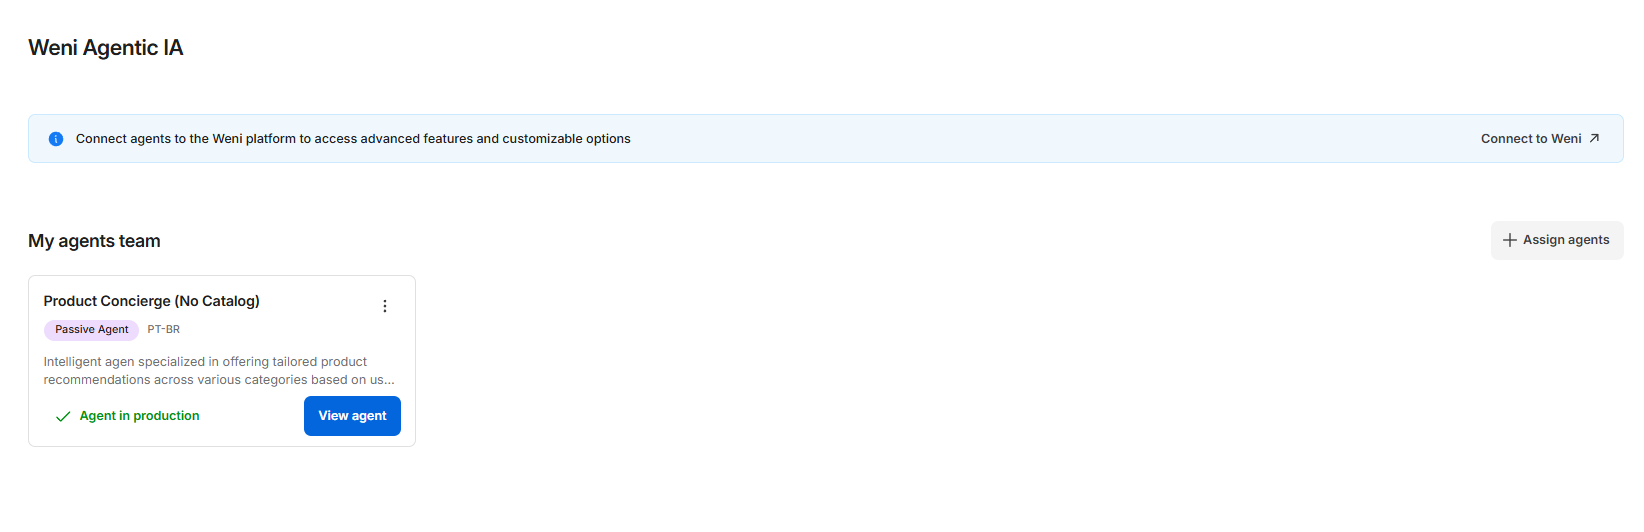 Weni Agentic IA
Connect agents to the Weni platform to access advanced features and customizable options
Connect to Weni
My agents team
Assign agents
Product Concierge (No Catalog)
Passive Agent PT-BR
Intelligent agen specialized in offering tailored product
recommendations across various categories based on us...
Agent in production
View agent